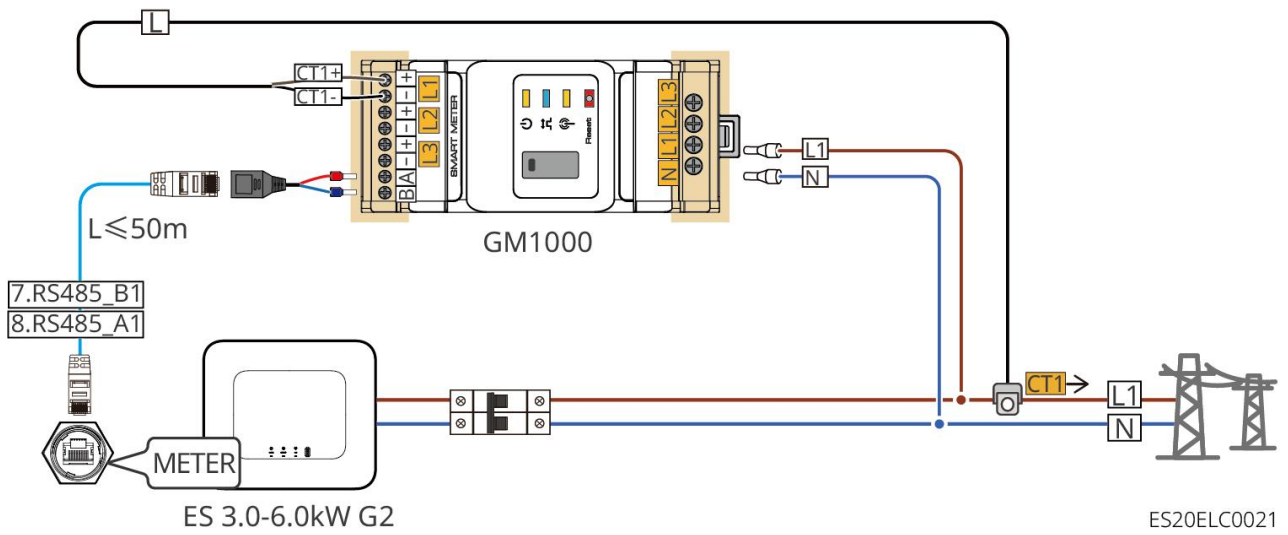 L
CT1+
CT1-
+
-
+
-
+
-
A
B
L1
L2
L3
SMART METER
Reset
L3
L2
L1
N
L1
N
L≤50m
GM1000
7.RS485_B1
8.RS485_A1
METER
CT1
L1
N
ES 3.0-6.0kW G2
ES20ELC0021